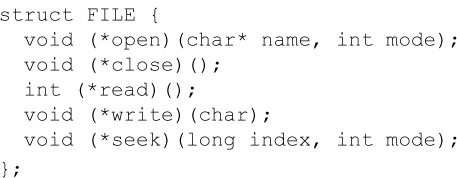 struct FILE {
  void (*open)(char* name, int mode);
  void (*close)();
  int (*read)();
  void (*write)(char);
  void (*seek)(long index, int mode);
};